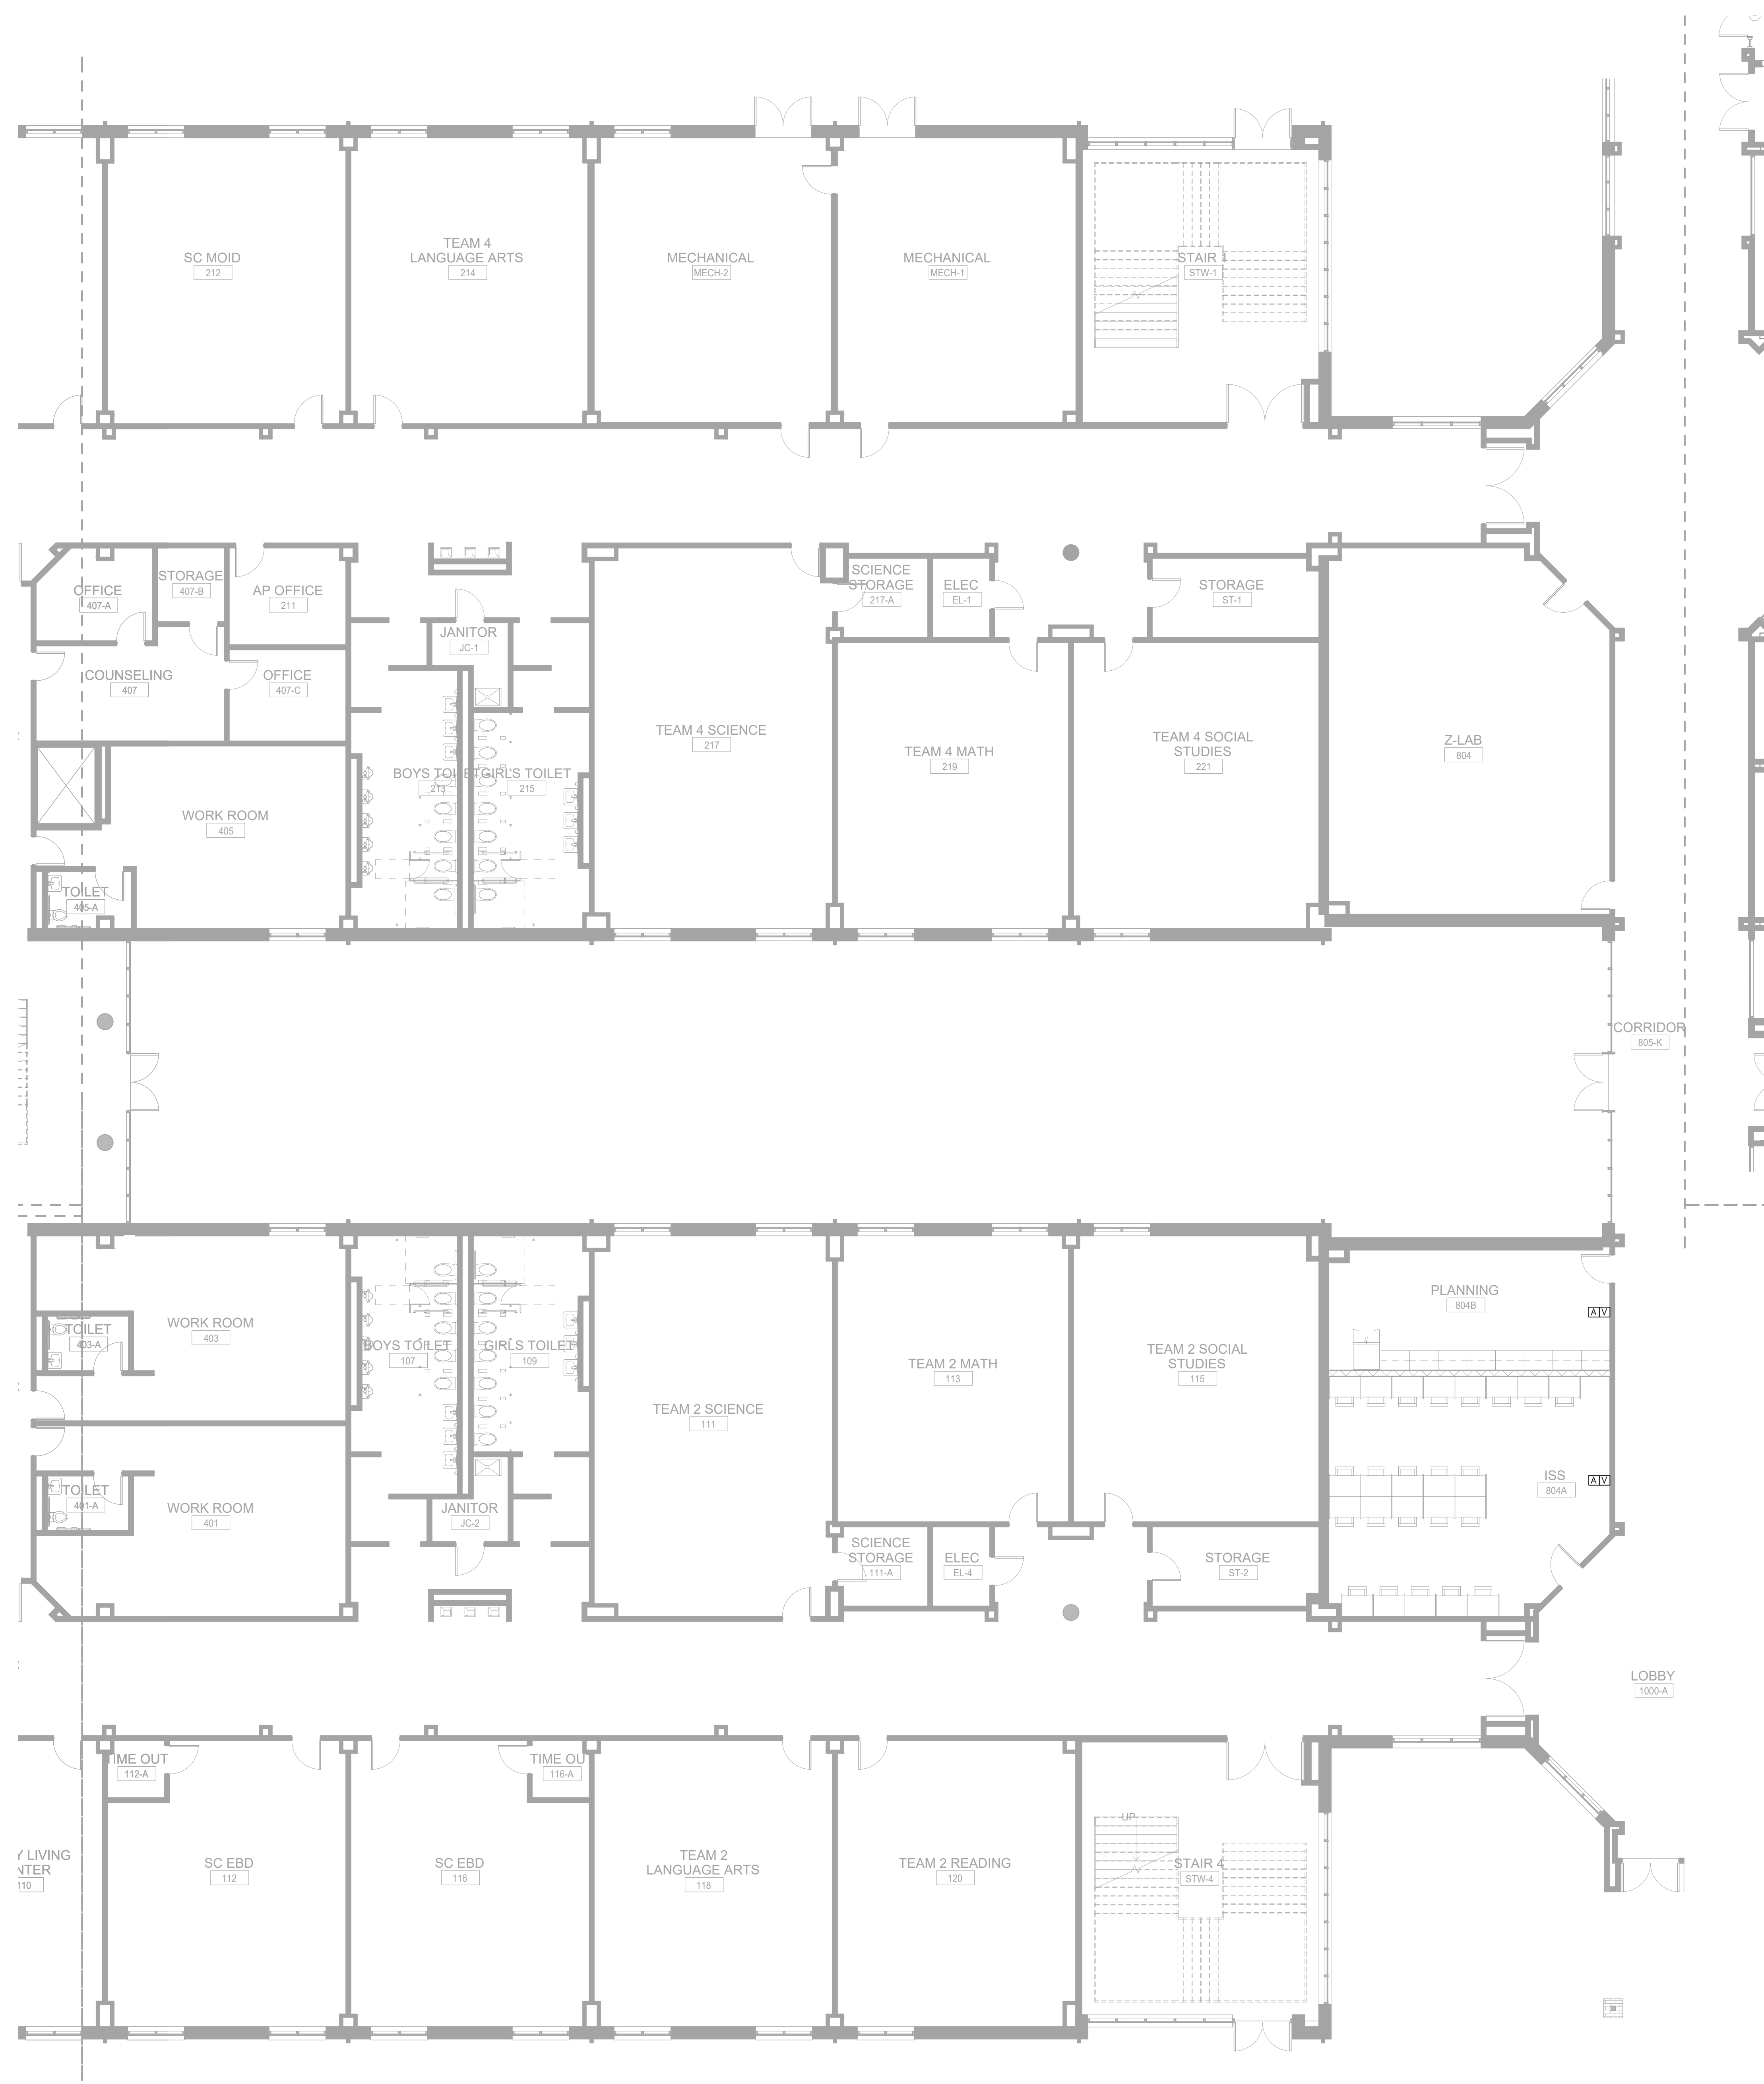 SC MOID
212
TEAM 4
LANGUAGE ARTS
214
MECHANICAL
MECH-2
MECHANICAL
MECH-1
STAIR 1
STW-1
OFFICE
407-A
STORAGE
407-B
AP OFFICE
211
JANITOR
JC-1
SCIENCE
STORAGE
217-A
ELEC
EL-1
STORAGE
ST-1
COUNSELING
407
OFFICE
407-C
TEAM 4 SCIENCE
217
TEAM 4 MATH
219
TEAM 4 SOCIAL
STUDIES
221
Z-LAB
804
BOYS TOILET
213
GIRLS TOILET
215
WORK ROOM
405
TOILET
405-A
CORRIDOR
805-K
PLANNING
804B
A V
WORK ROOM
403
TOILET
403-A
BOYS TOILET
107
GIRLS TOILET
109
TEAM 2 SCIENCE
111
TEAM 2 MATH
113
TEAM 2 SOCIAL
STUDIES
115
ISS
804A
A V
TOILET
401-A
WORK ROOM
401
JANITOR
JC-2
SCIENCE
STORAGE
111-A
ELEC
EL-4
STORAGE
ST-2
LOBBY
1000-A
TIME OUT
112-A
TIME OU
116-A
UP
Y LIVING
NTER
110
SC EBD
112
SC EBD
116
TEAM 2
LANGUAGE ARTS
118
TEAM 2 READING
120
STAIR 4
STW-4